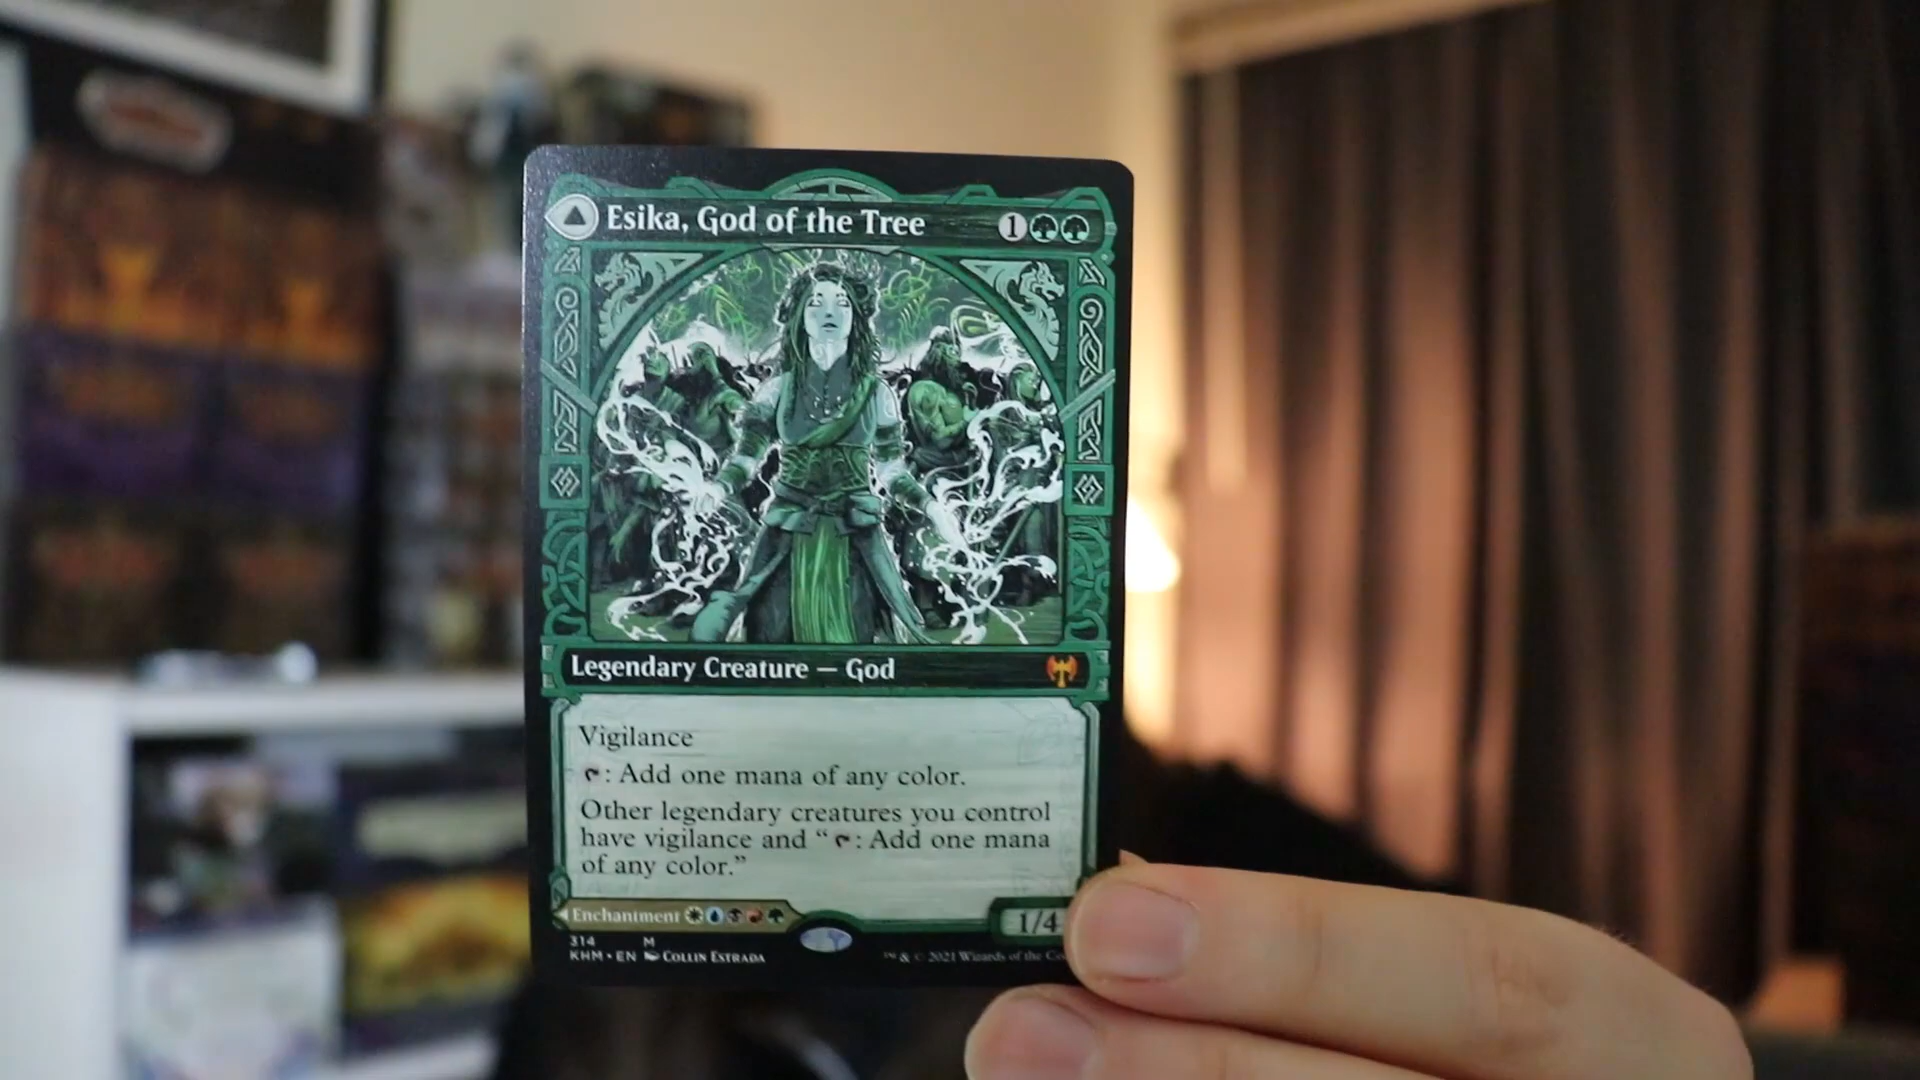 Esika, God of the Tree 1
Legendary Creature — God
Vigilance
: Add one mana of any color.
Other legendary creatures you control
have vigilance and “ : Add one mana
of any color.”
Enchantment
1/4
314 M
KHM • EN COLLIN ESTRADA
™ & © 2021 Wizards of the Co